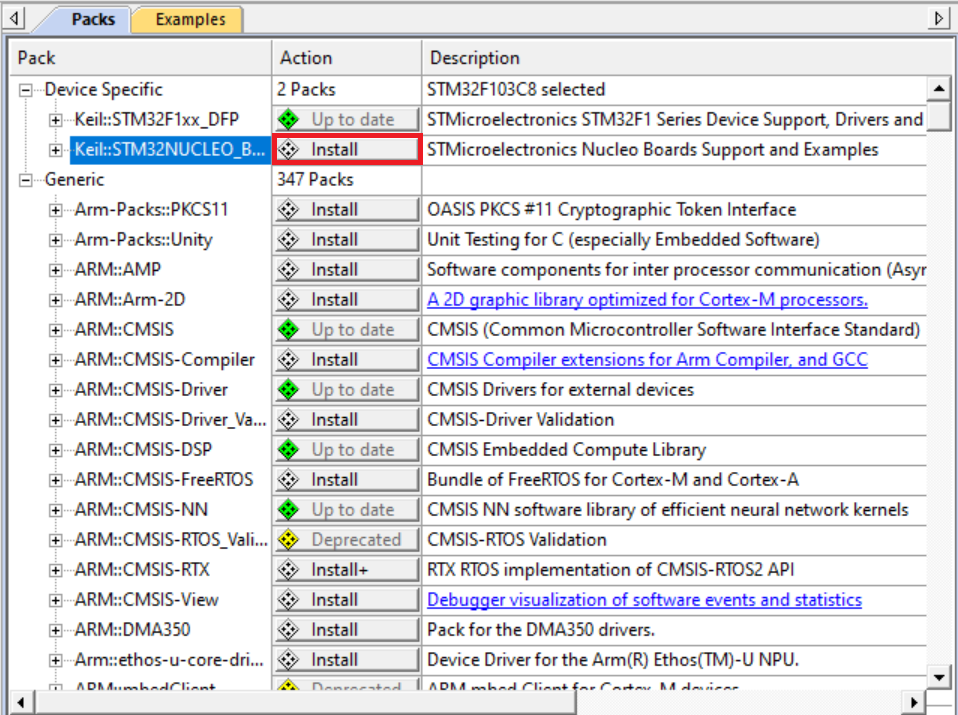 Packs Examples
Pack Action Description
Device Specific 2 Packs STM32F103C8 selected
Keil::STM32F1xx_DFP Up to date STMicroelectronics STM32F1 Series Device Support, Drivers and
Keil::STM32NUCLEO_B... Install STMicroelectronics Nucleo Boards Support and Examples
Generic 347 Packs
Arm-Packs::PKCS11 Install OASIS PKCS #11 Cryptographic Token Interface
Arm-Packs::Unity Install Unit Testing for C (especially Embedded Software)
ARM::AMP Install Software components for inter processor communication (Asyr
ARM::Arm-2D Install A 2D graphic library optimized for Cortex-M processors.
ARM::CMSIS Up to date CMSIS (Common Microcontroller Software Interface Standard)
ARM::CMSIS-Compiler Install CMSIS Compiler extensions for Arm Compiler, and GCC
ARM::CMSIS-Driver Up to date CMSIS Drivers for external devices
ARM::CMSIS-Driver_Va... Install CMSIS-Driver Validation
ARM::CMSIS-DSP Up to date CMSIS Embedded Compute Library
ARM::CMSIS-FreeRTOS Install Bundle of FreeRTOS for Cortex-M and Cortex-A
ARM::CMSIS-NN Up to date CMSIS NN software library of efficient neural network kernels
ARM::CMSIS-RTOS_Vali... Deprecated CMSIS-RTOS Validation
ARM::CMSIS-RTX Install+ RTX RTOS implementation of CMSIS-RTOS2 API
ARM::CMSIS-View Install Debugger visualization of software events and statistics
ARM::DMA350 Install Pack for the DMA350 drivers.
Arm::ethos-u-core-dri... Install Device Driver for the Arm(R) Ethos(TM)-U NPU.
ARM::mbedClient Deprecated ARM mbed Client for Cortex-M devices